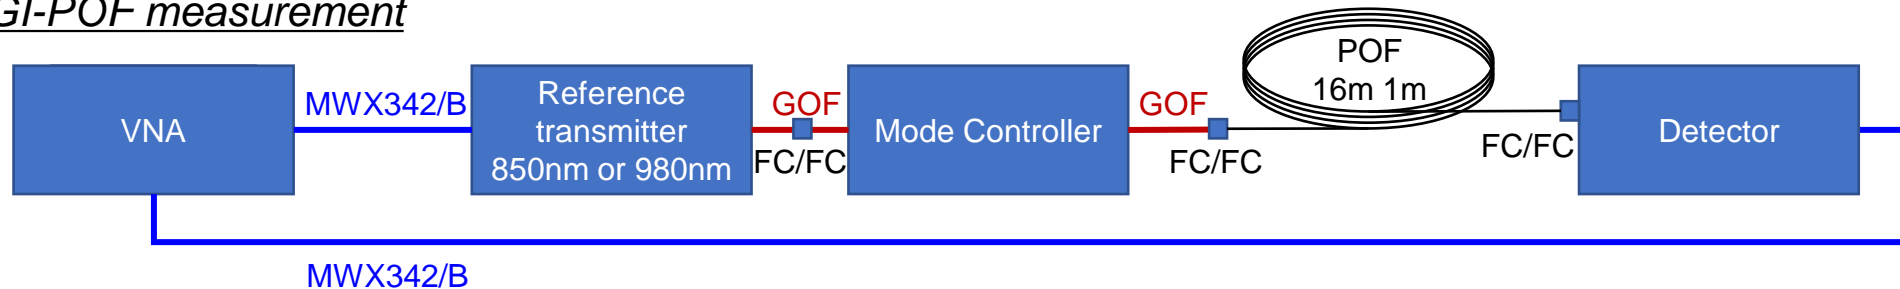 GI-POF measurement
VNA
MWX342/B
Reference
transmitter
850nm or 980nm
GOF
FC/FC
Mode Controller
GOF
FC/FC
POF
16m 1m
FC/FC
Detector
MWX342/B